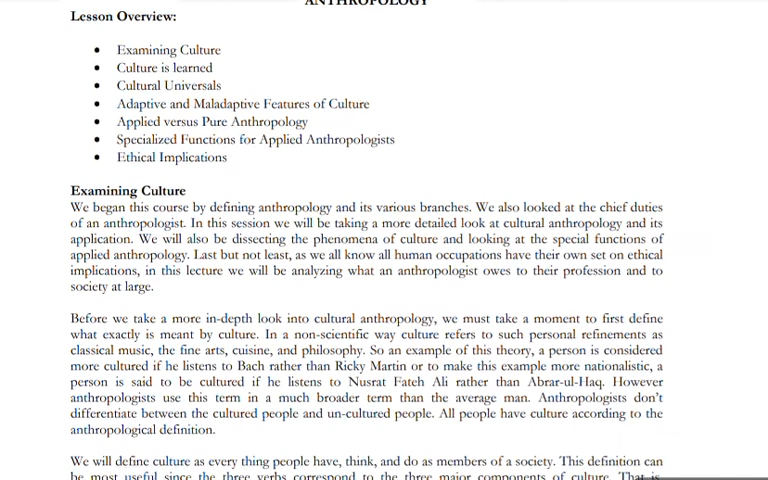 ANTHROPOLOGY
Lesson Overview:
• Examining Culture
• Culture is learned
• Cultural Universals
• Adaptive and Maladaptive Features of Culture
• Applied versus Pure Anthropology
• Specialized Functions for Applied Anthropologists
• Ethical Implications
Examining Culture
We began this course by defining anthropology and its various branches. We also looked at the chief duties
of an anthropologist. In this session we will be taking a more detailed look at cultural anthropology and its
application. We will also be dissecting the phenomena of culture and looking at the special functions of
applied anthropology. Last but not least, as we all know all human occupations have their own set on ethical
implications, in this lecture we will be analyzing what an anthropologist owes to their profession and to
society at large.
Before we take a more in-depth look into cultural anthropology, we must take a moment to first define
what exactly is meant by culture. In a non-scientific way culture refers to such personal refinements as
classical music, the fine arts, cuisine, and philosophy. So an example of this theory, a person is considered
more cultured if he listens to Bach rather than Ricky Martin or to make this example more nationalistic, a
person is said to be cultured if he listens to Nusrat Fateh Ali rather than Abrar-ul-Haq. However
anthropologists use this term in a much broader term than the average man. Anthropologists don't
differentiate between the cultured people and un-cultured people. All people have culture according to the
anthropological definition.
We will define culture as every thing people have, think, and do as members of a society. This definition can
be most useful since the three verbs correspond to the three major components of culture. That is